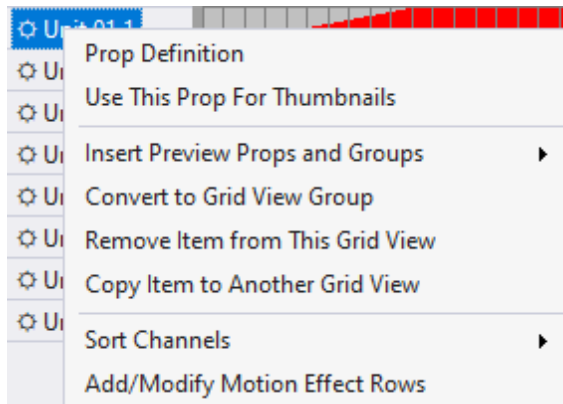 Unit 01.1
Prop Definition
Use This Prop For Thumbnails
Insert Preview Props and Groups
Convert to Grid View Group
Remove Item from This Grid View
Copy Item to Another Grid View
Sort Channels
Add/Modify Motion Effect Rows